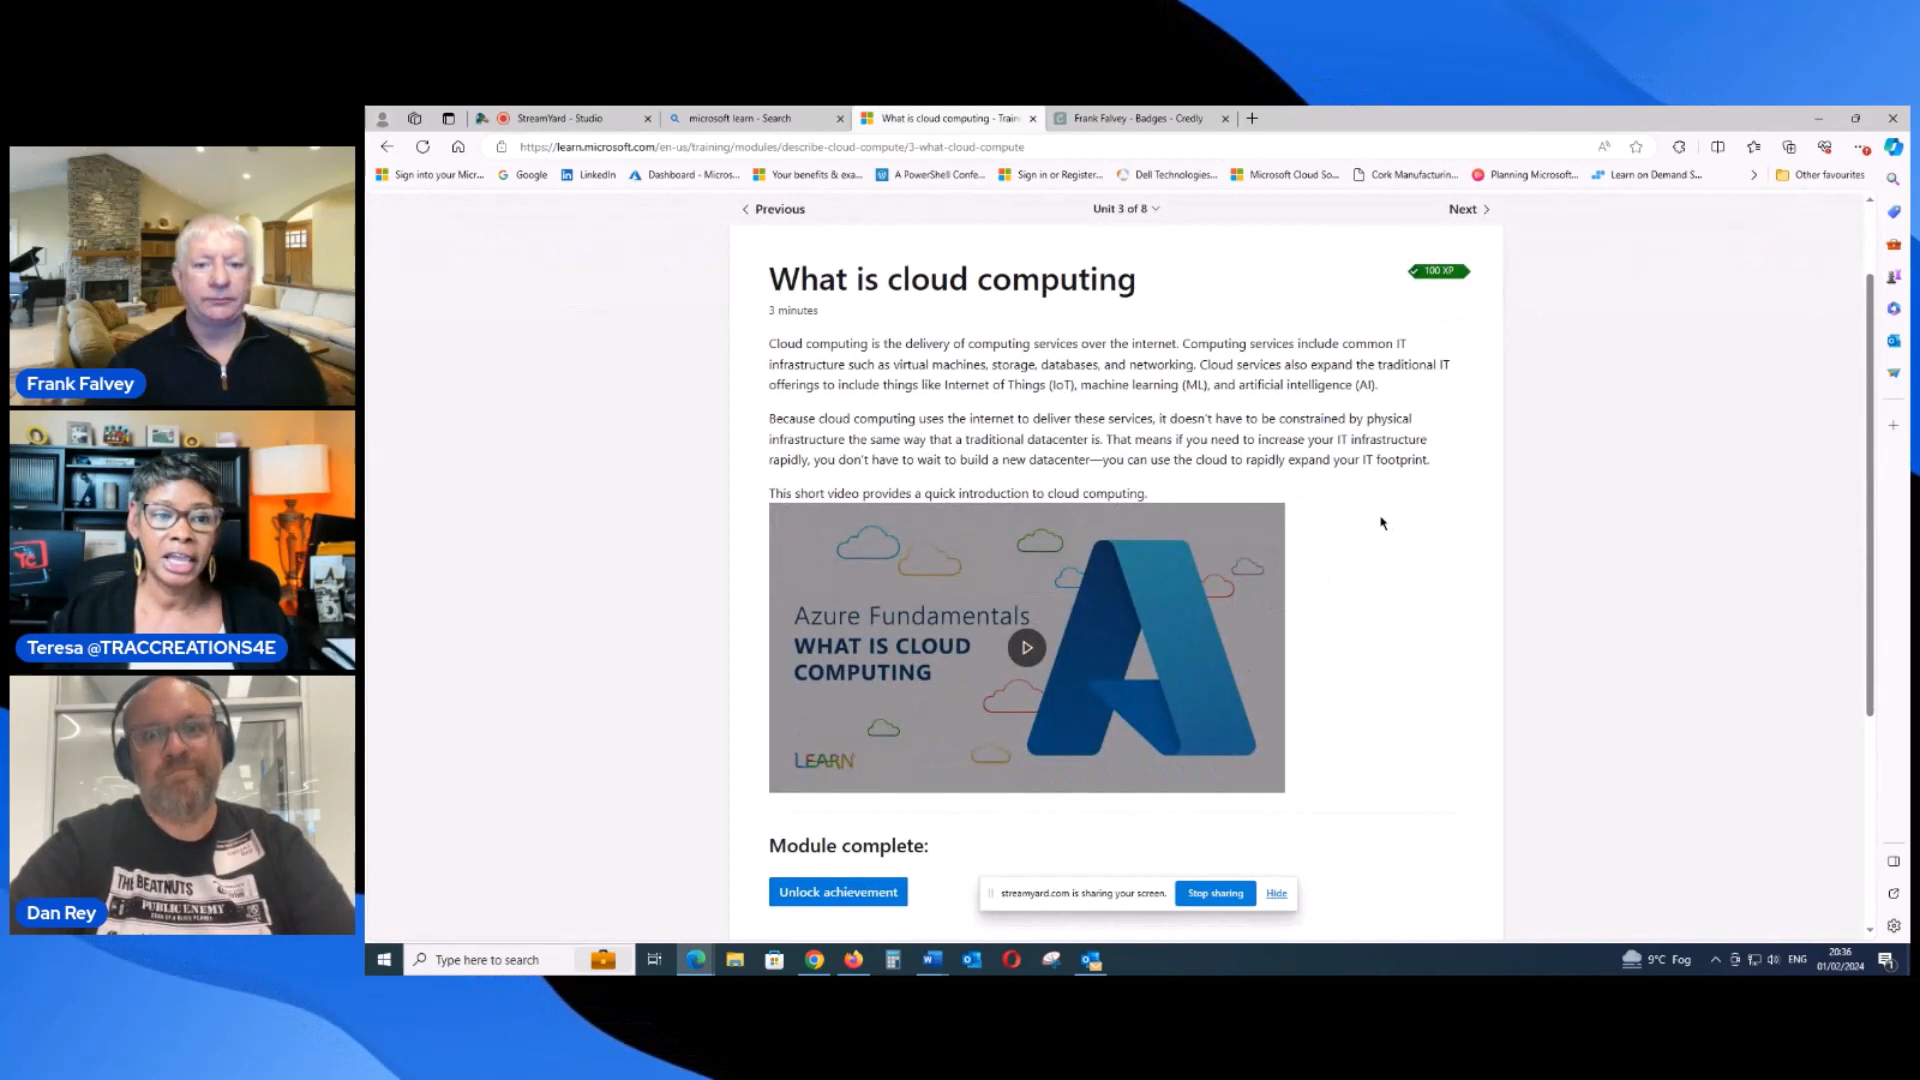 StreamYard - Studio
microsoft learn - Search
What is cloud computing - Train
Frank Falvey - Badges - Credly
https://learn.microsoft.com/en-us/training/modules/describe-cloud-compute/3-what-cloud-compute
Sign into your Micr...
Google
LinkedIn
Dashboard - Micros...
Your benefits & exa...
A PowerShell Confe...
Sign in or Register...
Dell Technologies...
Microsoft Cloud So...
Cork Manufacturin...
Planning Microsoft...
Learn on Demand S...
Other favourites
Previous
Unit 3 of 8
Next
What is cloud computing
100 XP
3 minutes
Cloud computing is the delivery of computing services over the internet. Computing services include common IT
infrastructure such as virtual machines, storage, databases, and networking. Cloud services also expand the traditional IT
offerings to include things like Internet of Things (IoT), machine learning (ML), and artificial intelligence (AI).
Because cloud computing uses the internet to deliver these services, it doesn't have to be constrained by physical
infrastructure the same way that a traditional datacenter is. That means if you need to increase your IT infrastructure
rapidly, you don't have to wait to build a new datacenter—you can use the cloud to rapidly expand your IT footprint.
This short video provides a quick introduction to cloud computing.
Azure Fundamentals
WHAT IS CLOUD
COMPUTING
LEARN
Module complete:
Unlock achievement
streamyard.com is sharing your screen.
Stop sharing
Hide
Type here to search
9°C Fog
ENG
20:36
01/02/2024
Frank Falvey
TC
Teresa @TRACCREATIONS4E
THE BEATNUTS
PUBLIC ENEMY
Dan Rey